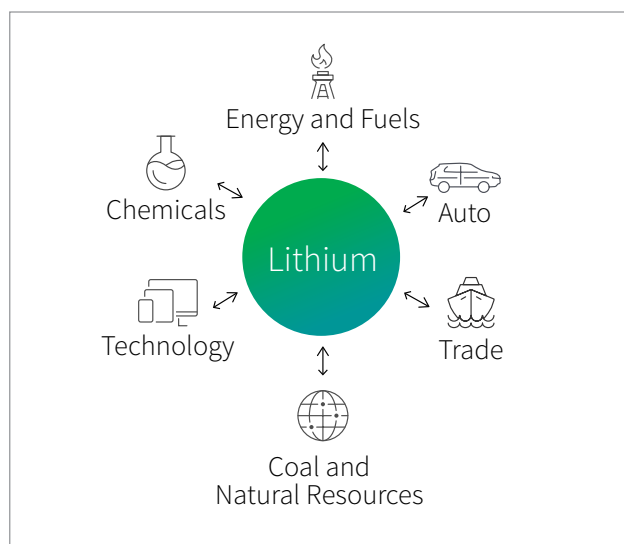 Energy and Fuels
Chemicals
Auto
Lithium
Technology
Trade
Coal and
Natural Resources